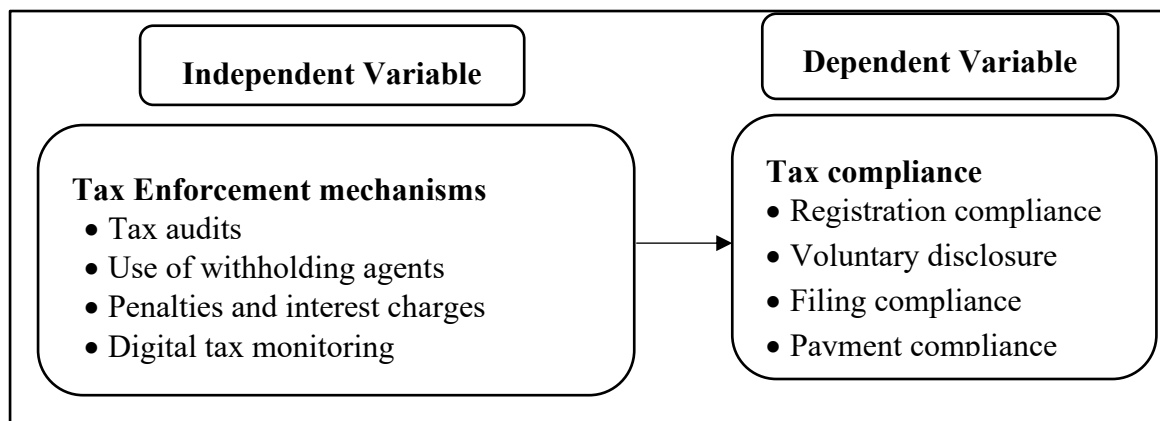 Independent Variable
Dependent Variable
Tax Enforcement mechanisms
• Tax audits
• Use of withholding agents
• Penalties and interest charges
• Digital tax monitoring
Tax compliance
• Registration compliance
• Voluntary disclosure
• Filing compliance
• Payment compliance